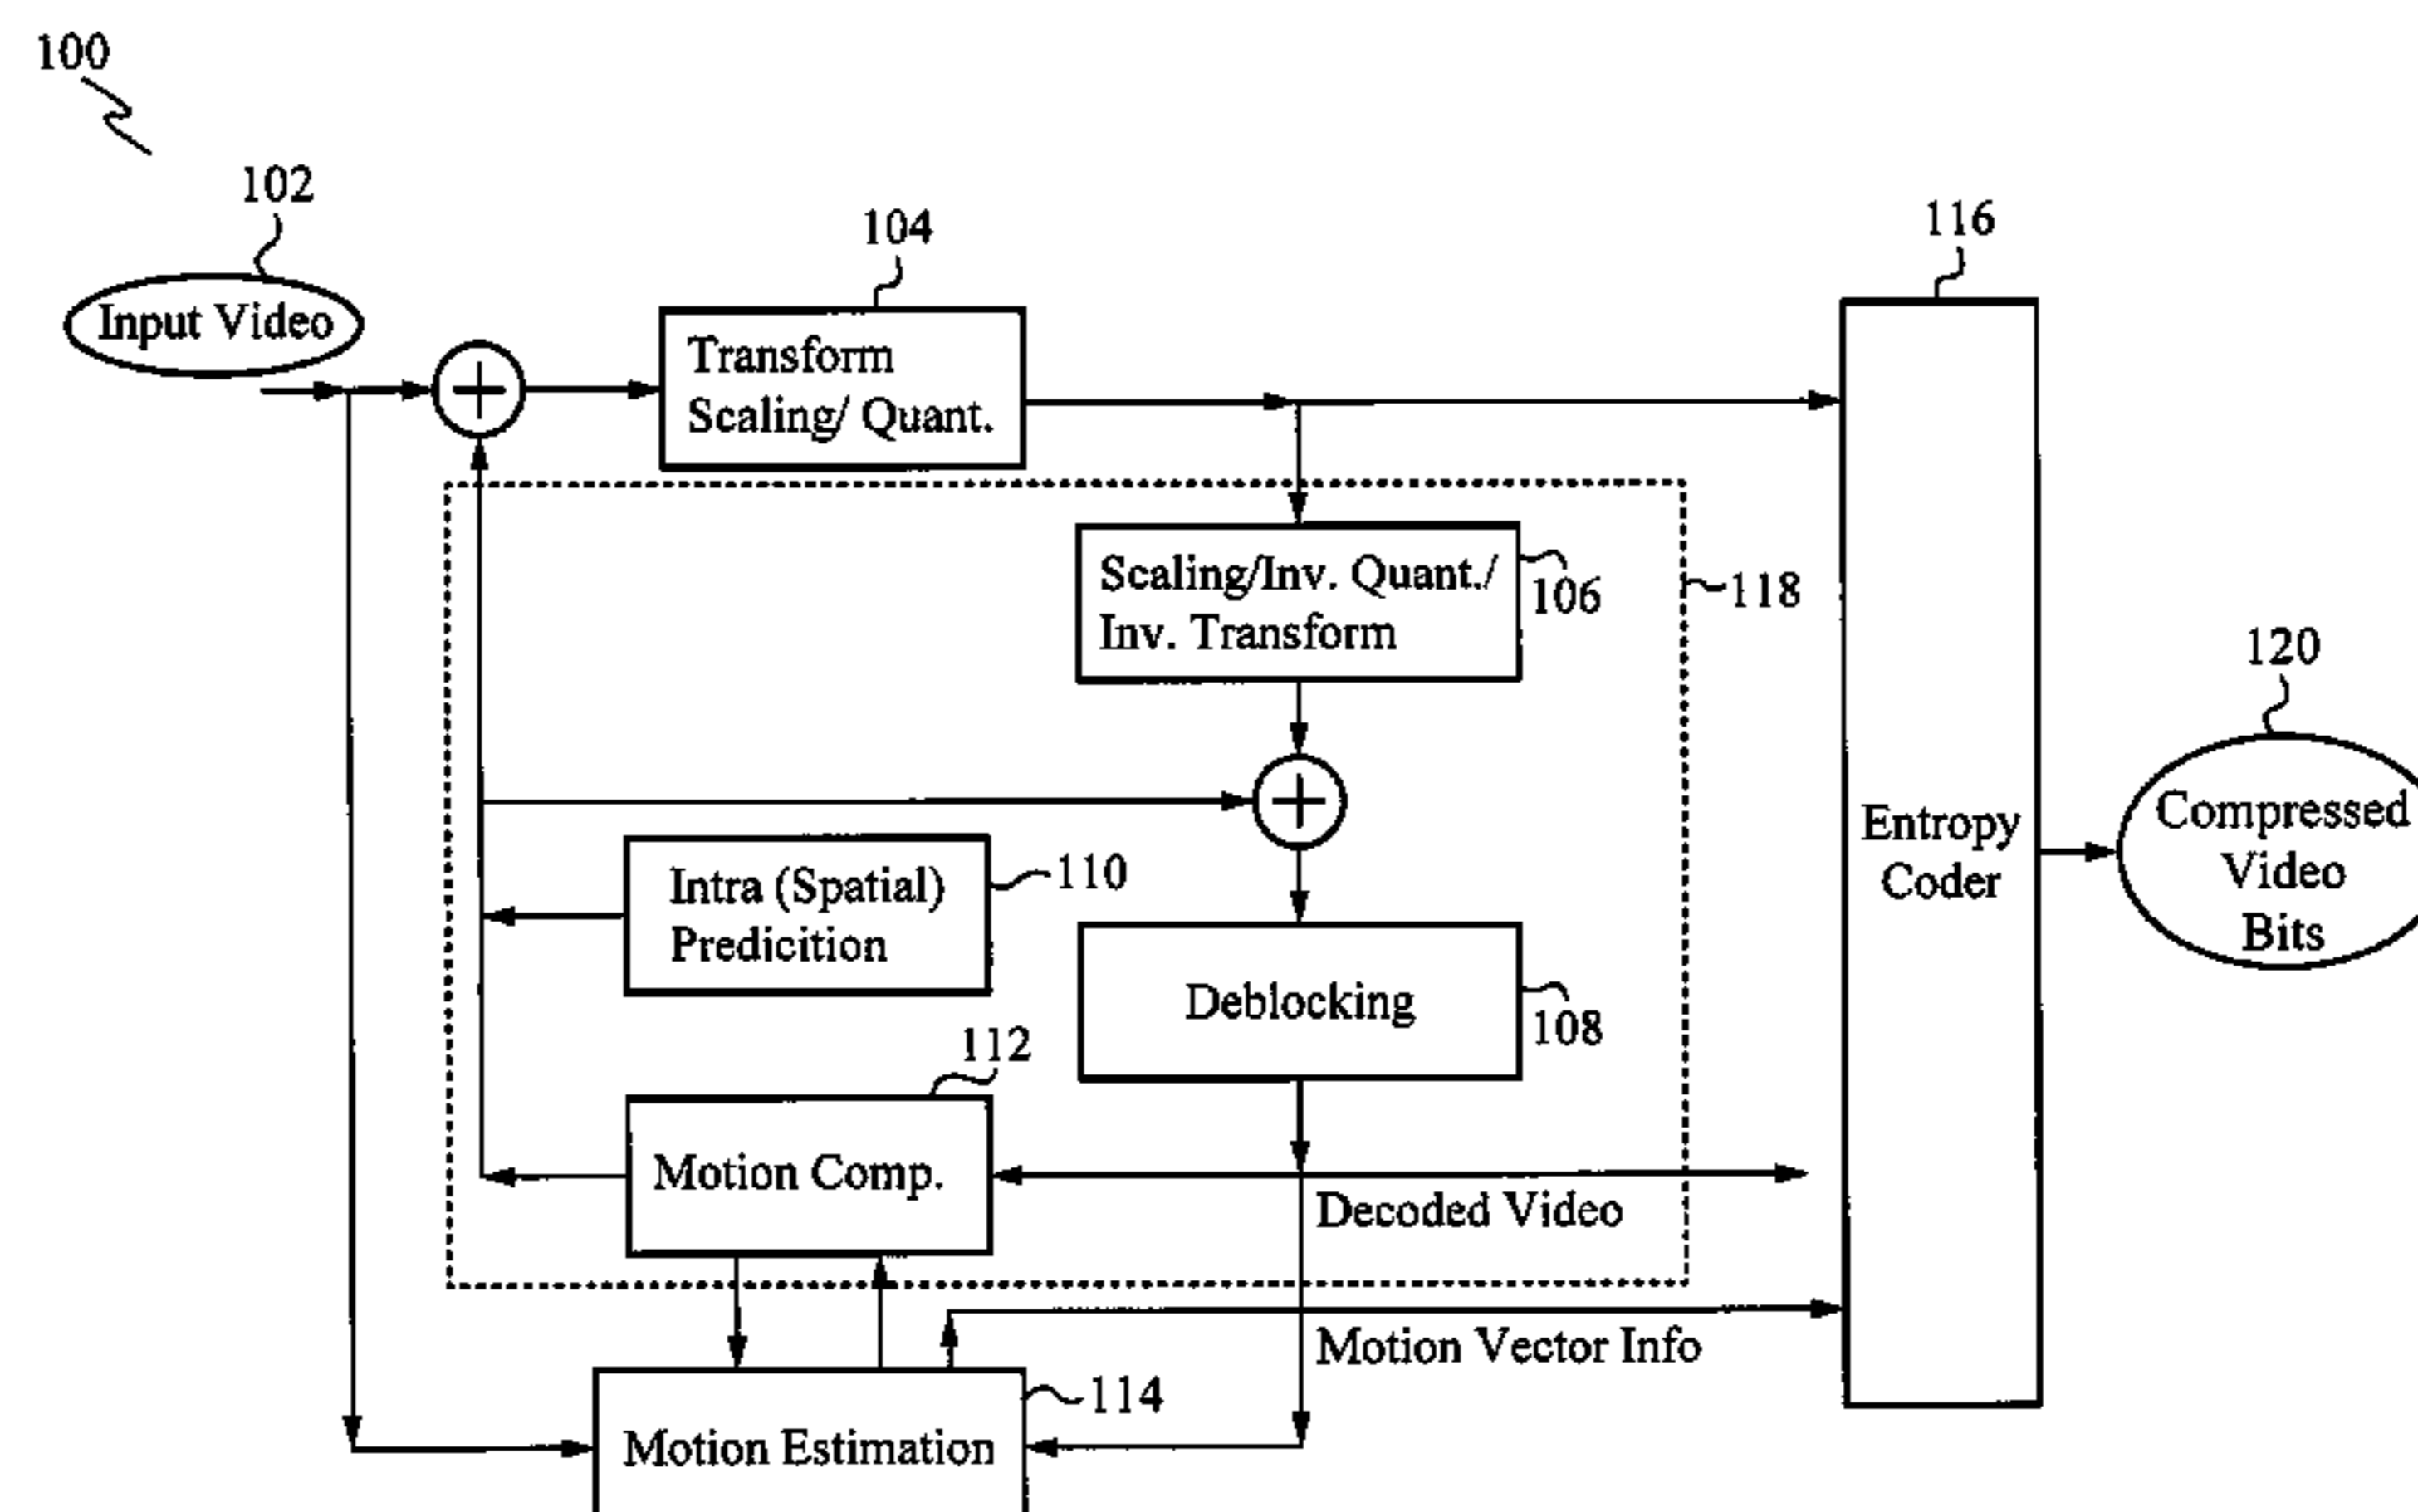 100
102
Input Video
104
Transform
Scaling/ Quant.
116
Scaling/Inv. Quant./
Inv. Transform
106
118
120
Compressed
Video
Bits
Entropy
Coder
Intra (Spatial)
Predicition
110
Deblocking
108
112
Motion Comp.
Decoded Video
Motion Vector Info
114
Motion Estimation